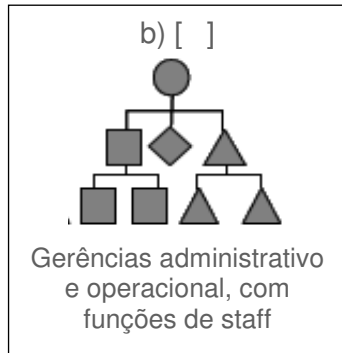 b) [ ]
Gerências administrativo
e operacional, com
funções de staff